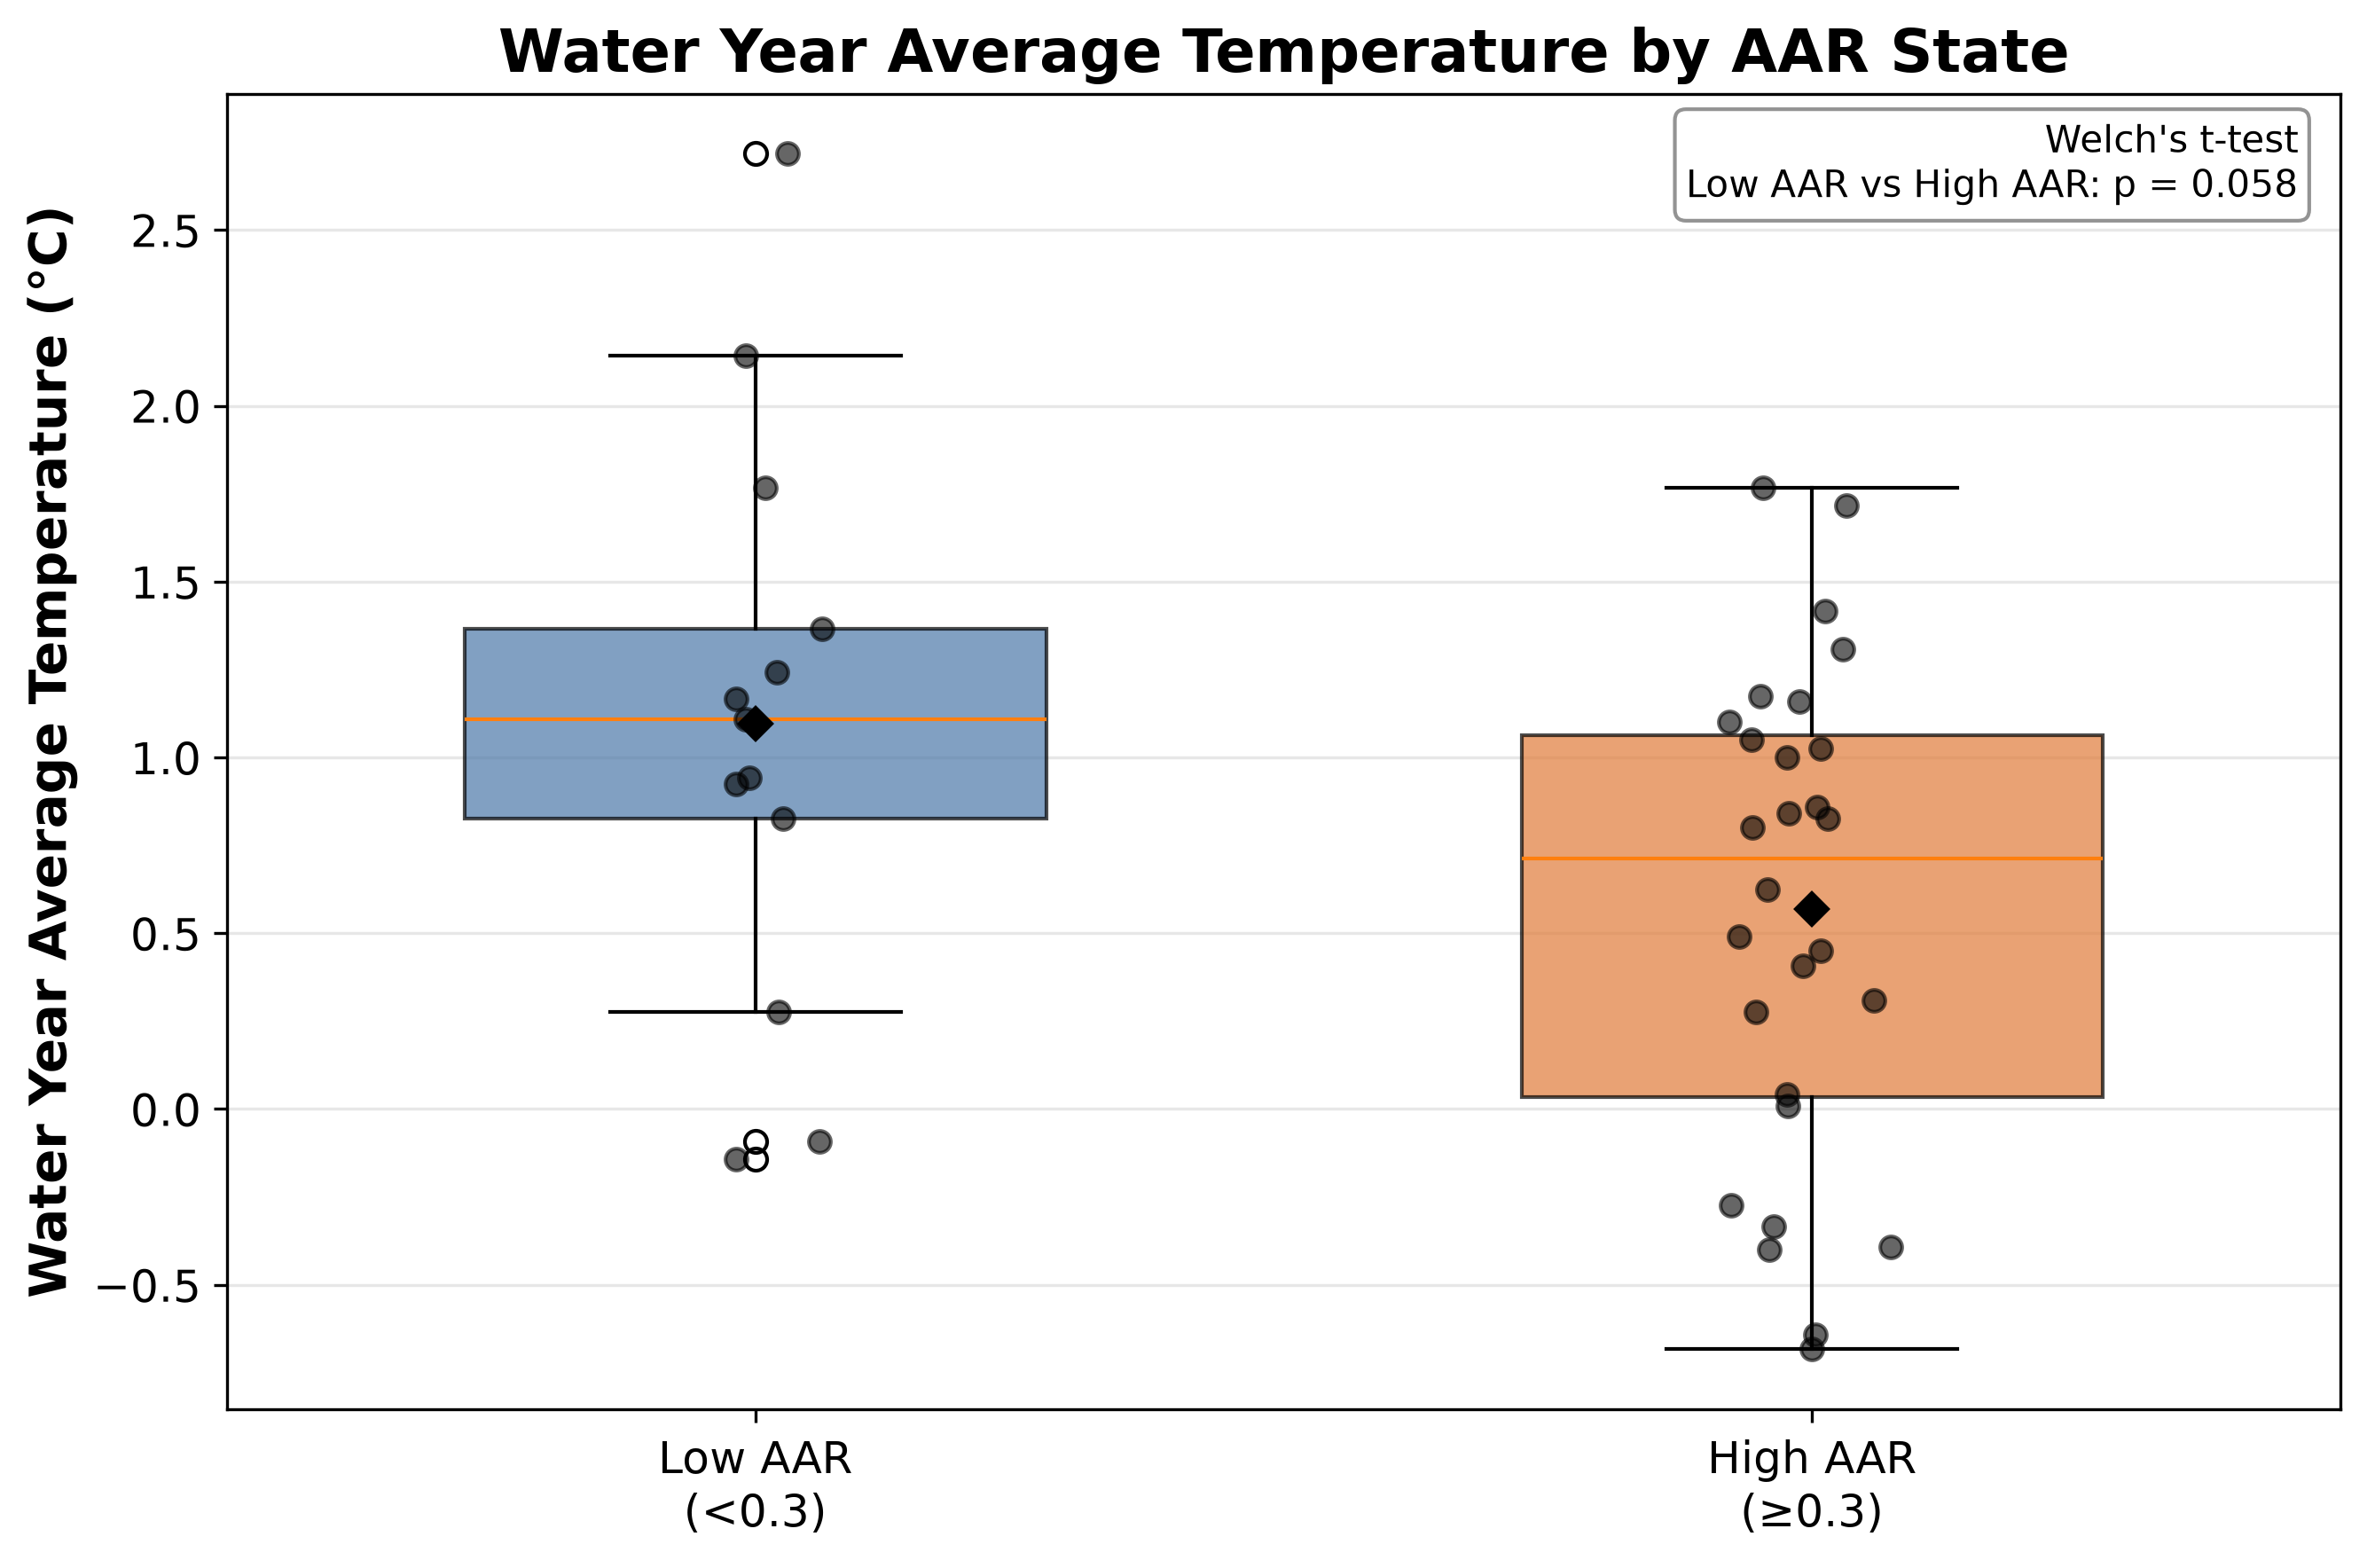 Water Year Average Temperature by AAR State
Welch's t-test
Low AAR vs High AAR: p = 0.058
Water Year Average Temperature (°C)
2.5
2.0
1.5
1.0
0.5
0.0
−0.5
Low AAR
(<0.3)
High AAR
(≥0.3)